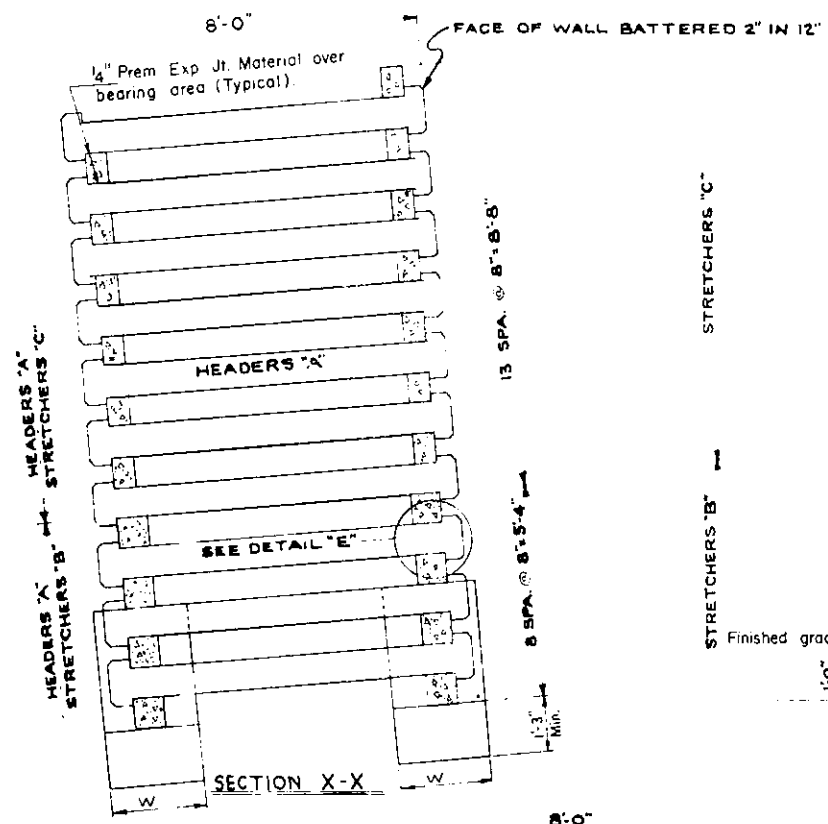 8'-0"
FACE OF WALL BATTERED 2" IN 12"
1/4" Prem Exp Jt. Material over
bearing area (Typical).
HEADERS "A"
STRETCHERS "C"
HEADERS "A"
STRETCHERS "B"
HEADERS "A"
SEE DETAIL "E"
13 SPA. @ 8"=8'-8"
8 SPA. @ 8"=5'-4"
STRETCHERS "C"
STRETCHERS "B"
Finished grad
1'-0"
1'-3"
Min.
SECTION X-X
W
W
8'-0"